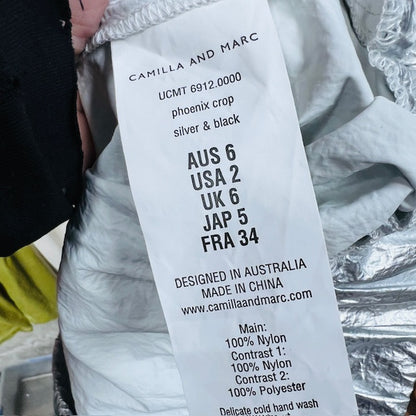 CAMILLA AND MARC
UCMT 6912.0000
phoenix crop
silver & black
AUS 6
USA 2
UK 6
JAP 5
FRA 34
DESIGNED IN AUSTRALIA
MADE IN CHINA
www.camillaandmarc.com
Main:
100% Nylon
Contrast 1:
100% Nylon
Contrast 2:
100% Polyester
Delicate cold hand wash